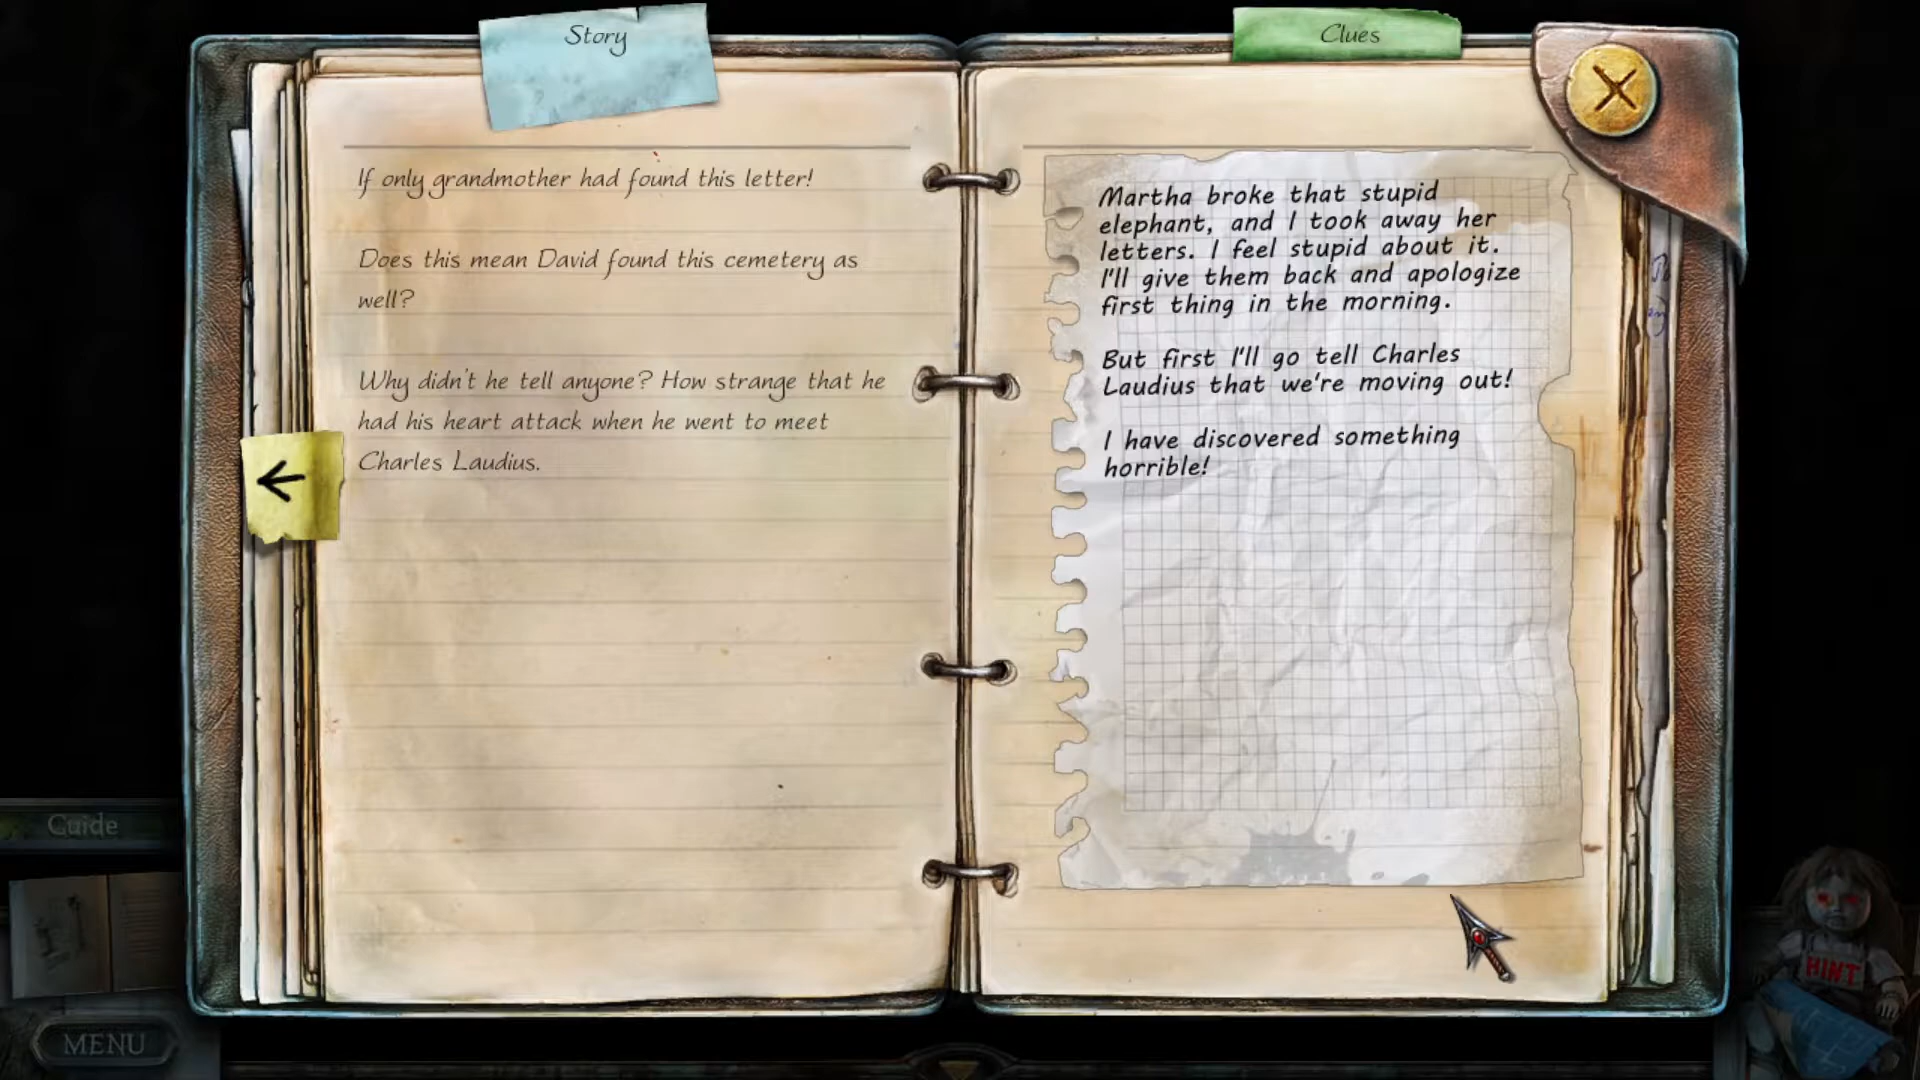 Story
If only grandmother had found this letter!
Does this mean David found this cemetery as
well?
Why didn't he tell anyone? How strange that he
had his heart attack when he went to meet
Charles Laudius.
Clues
Martha broke that stupid
elephant, and I took away her
letters. I feel stupid about it.
I'll give them back and apologize
first thing in the morning.
But first I'll go tell Charles
Laudius that we're moving out!
I have discovered something
horrible!
Guide
MENU
HINT